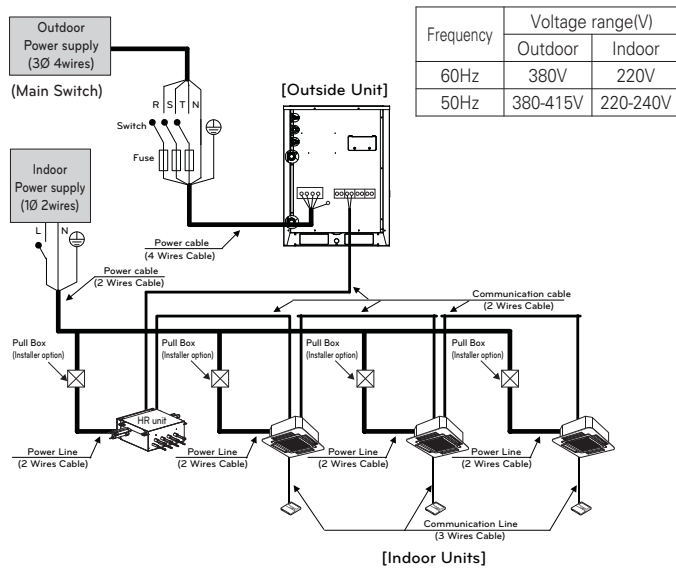 Outdoor
Power supply
(3Ø 4wires)
(Main Switch)
R S T N
Switch
Fuse
[Outside Unit]
Frequency
Voltage range(V)
Outdoor
Indoor
60Hz
380V
220V
50Hz
380-415V
220-240V
Indoor
Power supply
(1Ø 2wires)
L N
Power cable
(4 Wires Cable)
Power cable
(2 Wires Cable)
Communication cable
(2 Wires Cable)
Pull Box
(Installer option)
Pull Box
(Installer option)
Pull Box
(Installer option)
Pull Box
(Installer option)
HR unit
Power Line
(2 Wires Cable)
Power Line
(2 Wires Cable)
Power Line
(2 Wires Cable)
Power Line
(2 Wires Cable)
Communication Line
(3 Wires Cable)
[Indoor Units]